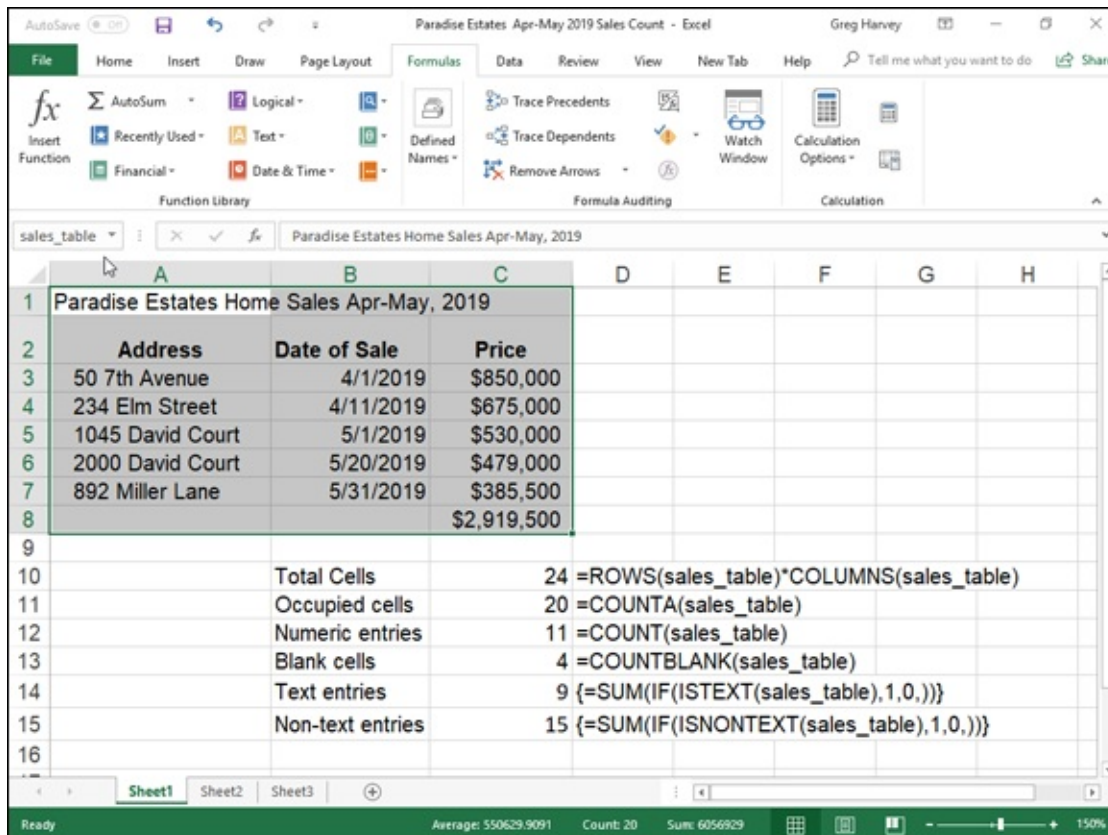 AutoSave Off Paradise Estates Apr-May 2019 Sales Count - Excel Greg Harvey
File Home Insert Draw Page Layout Formulas Data Review View New Tab Help Tell me what you want to do Shar
fx Insert Function
Σ AutoSum
Recently Used
Financial
Logical
Text
Date & Time
Function Library
Defined Names
Trace Precedents
Trace Dependents
Remove Arrows
fx
Formula Auditing
Watch Window
Calculation Options
Calculation
sales_table fx Paradise Estates Home Sales Apr-May, 2019
A B C D E F G H
1 Paradise Estates Home Sales Apr-May, 2019
2 Address Date of Sale Price
3 50 7th Avenue 4/1/2019 $850,000
4 234 Elm Street 4/11/2019 $675,000
5 1045 David Court 5/1/2019 $530,000
6 2000 David Court 5/20/2019 $479,000
7 892 Miller Lane 5/31/2019 $385,500
8 $2,919,500
9
10 Total Cells 24 =ROWS(sales_table)*COLUMNS(sales_table)
11 Occupied cells 20 =COUNTA(sales_table)
12 Numeric entries 11 =COUNT(sales_table)
13 Blank cells 4 =COUNTBLANK(sales_table)
14 Text entries 9 {=SUM(IF(ISTEXT(sales_table),1,0,))}
15 Non-text entries 15 {=SUM(IF(ISNONTEXT(sales_table),1,0,))}
16
Sheet1 Sheet2 Sheet3
Ready Average: 550629.9091 Count: 20 Sum: 6056929 150%